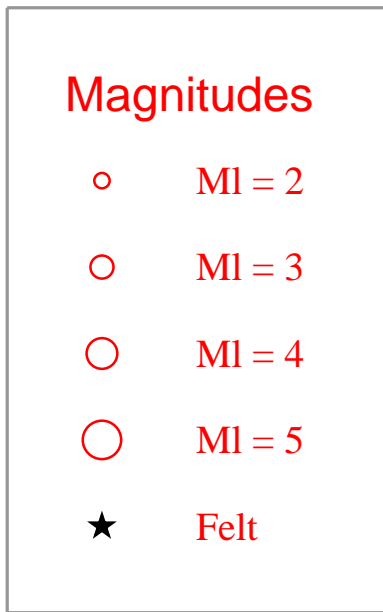 Magnitudes
Ml = 2
Ml = 3
Ml = 4
Ml = 5
Felt